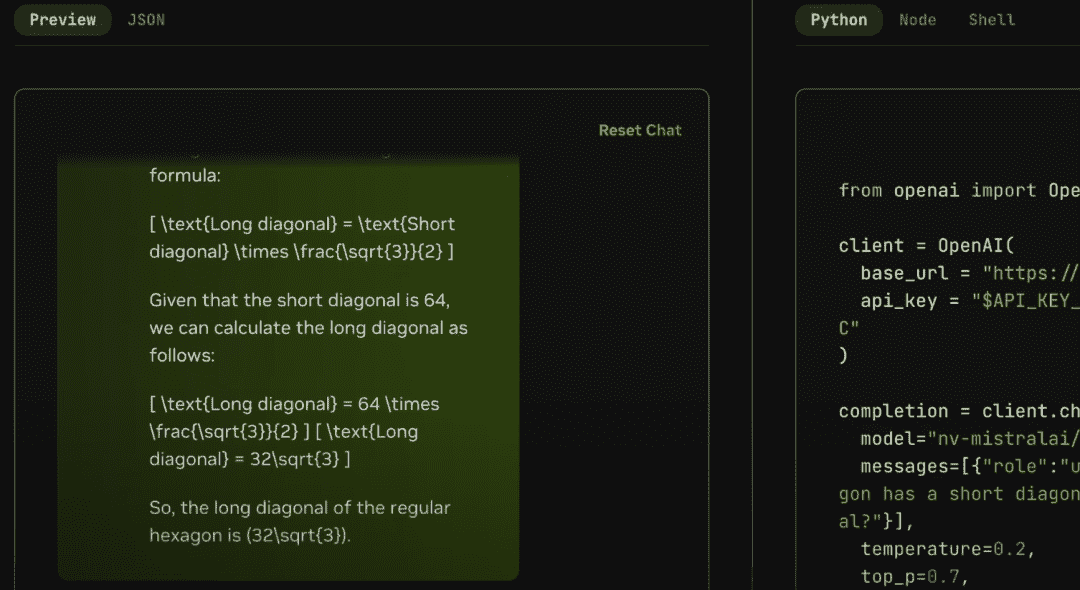 Preview JSON
Reset Chat
formula:
[ \text{Long diagonal} = \text{Short
diagonal} \times \frac{\sqrt{3}}{2} ]
Given that the short diagonal is 64,
we can calculate the long diagonal as
follows:
[ \text{Long diagonal} = 64 \times
\frac{\sqrt{3}}{2} ] [ \text{Long
diagonal} = 32\sqrt{3} ]
So, the long diagonal of the regular
hexagon is (32\sqrt{3}).
Python Node Shell
from openai import Ope
client = OpenAI(
base_url = "https://
api_key = "$API_KEY_
C"
)
completion = client.ch
model="nv-mistralai/
messages=[{"role":"u
gon has a short diagon
al?"}],
temperature=0.2,
top_p=0.7,